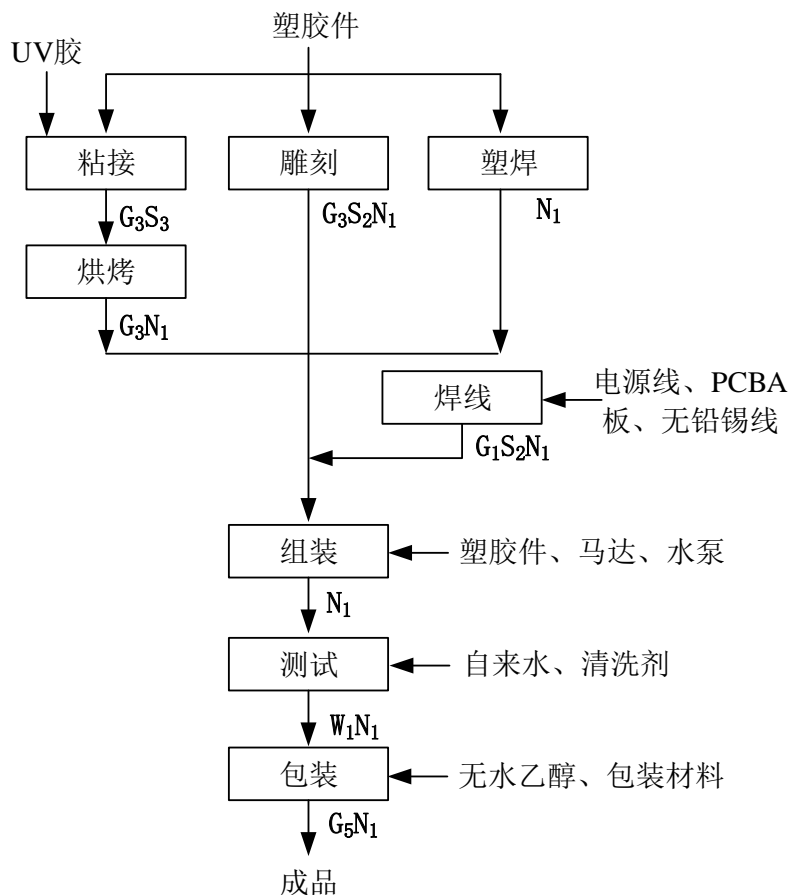 塑胶件
UV胶
粘接
雕刻
塑焊
G₃S₃
G₃S₂N₁
N₁
烘烤
G₃N₁
焊线
电源线、PCBA
板、无铅锡线
G₁S₂N₁
组装
塑胶件、马达、水泵
N₁
测试
自来水、清洗剂
W₁N₁
包装
无水乙醇、包装材料
G₅N₁
成品